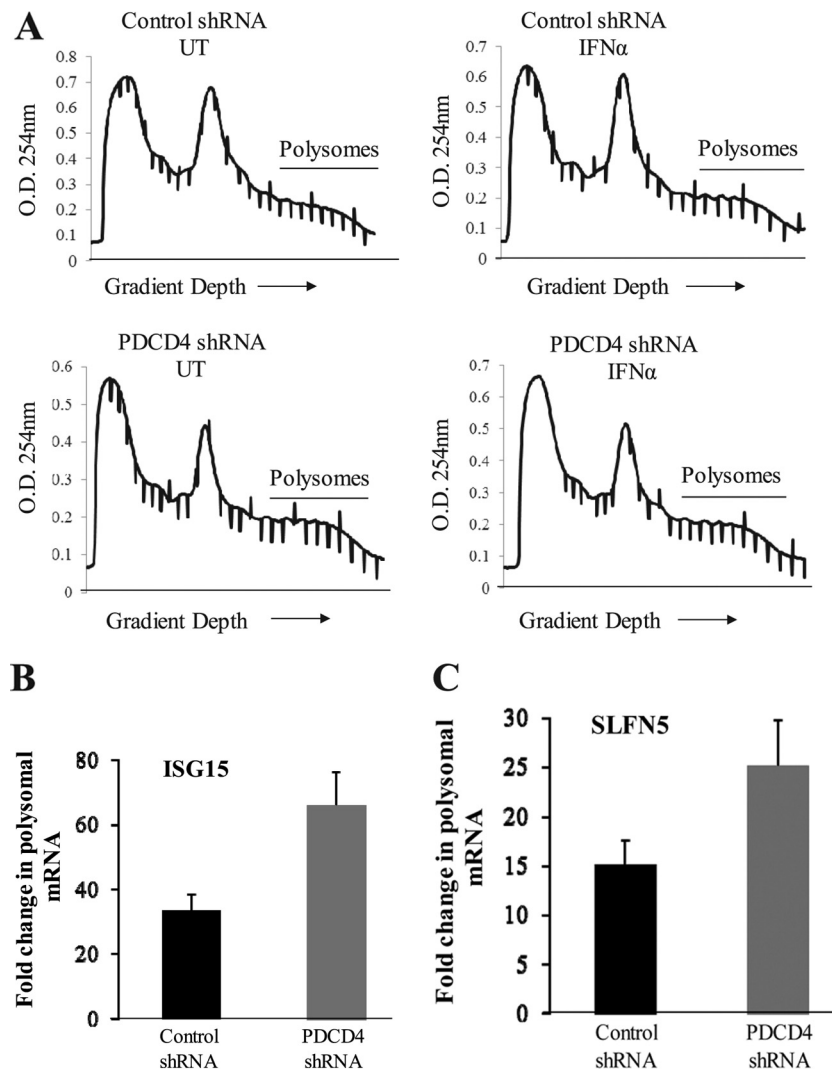 A
Control shRNA
UT
O.D. 254nm
0.8
0.7
0.6
0.5
0.4
0.3
0.2
0.1
0
Polysomes
Gradient Depth
Control shRNA
IFNα
O.D. 254nm
0.7
0.6
0.5
0.4
0.3
0.2
0.1
0
Polysomes
Gradient Depth
PDCD4 shRNA
UT
O.D. 254nm
0.6
0.5
0.4
0.3
0.2
0.1
0
Polysomes
Gradient Depth
PDCD4 shRNA
IFNα
O.D. 254nm
0.7
0.6
0.5
0.4
0.3
0.2
0.1
0
Polysomes
Gradient Depth
B
ISG15
Fold change in polysomal
mRNA
80
60
40
20
0
Control
shRNA
PDCD4
shRNA
C
SLFN5
Fold change in polysomal
mRNA
30
25
20
15
10
5
0
Control
shRNA
PDCD4
shRNA